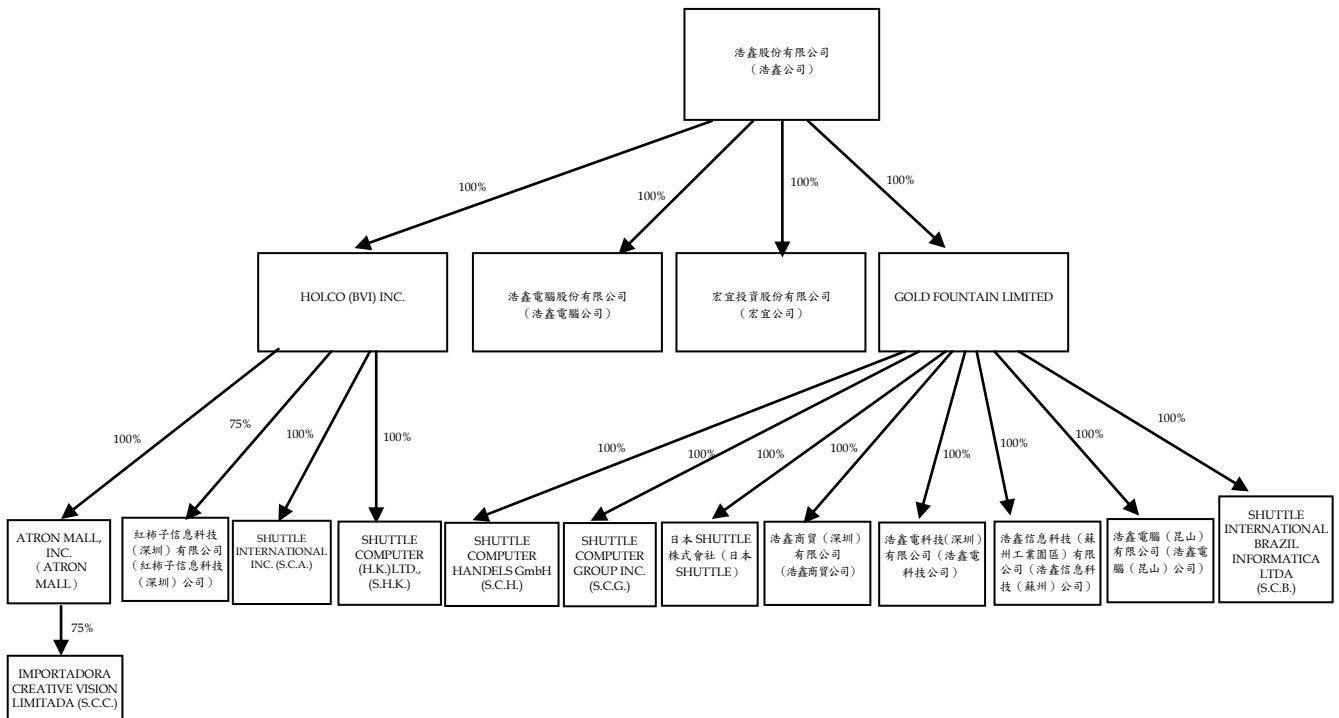 浩鑫股份有限公司
（浩鑫公司）
100%
100%
100%
100%
HOLCO (BVI) INC.
浩鑫電腦股份有限公司
（浩鑫電腦公司）
宏宜投資股份有限公司
（宏宜公司）
GOLD FOUNTAIN LIMITED
100%
75%
100%
100%
100%
100%
100%
100%
100%
100%
100%
100%
ATRON MALL,
INC.
（ATRON
MALL）
紅柿子信息科技
（深圳）有限公司
（紅柿子信息科技
（深圳）公司）
SHUTTLE
INTERNATIONAL
INC. (S.C.A.)
SHUTTLE
COMPUTER
(H.K.)LTD.,
(S.H.K.)
SHUTTLE
COMPUTER
HANDELS GmbH
(S.C.H.)
SHUTTLE
COMPUTER
GROUP INC.
(S.C.G.)
日本 SHUTTLE
株式會社（日本
SHUTTLE）
浩鑫商貿（深圳）
有限公司
（浩鑫商貿公司）
浩鑫電科技(深圳)
有限公司（浩鑫電
科技公司）
浩鑫信息科技（蘇
州工業園區）有限
公司（浩鑫信息科
技（蘇州）公司）
浩鑫電腦（昆山）
有限公司（浩鑫電
腦（昆山）公司）
SHUTTLE
INTERNATIONAL
BRAZIL
INFORMATICA
LTDA
(S.C.B.)
75%
IMPORTADORA
CREATIVE VISION
LIMITADA (S.C.C.)